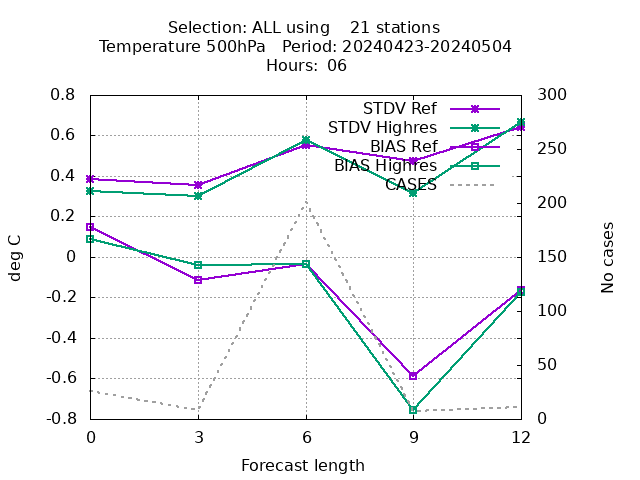 Selection: ALL using    21 stations
Temperature 500hPa   Period: 20240423-20240504
Hours: 06
0.8
0.6
0.4
0.2
0
-0.2
-0.4
-0.6
-0.8
300
250
200
150
100
50
0
0
3
6
9
12
deg C
No cases
Forecast length
STDV Ref
STDV Highres
BIAS Ref
BIAS Highres
CASES